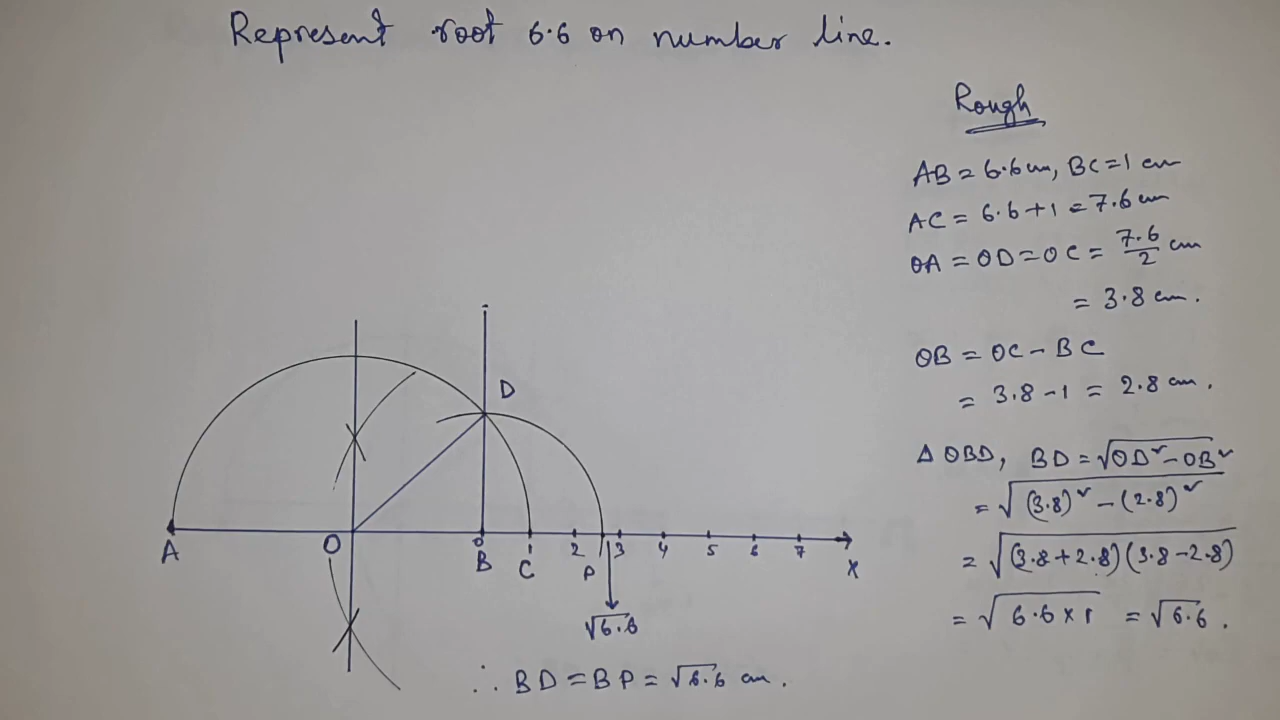 Represent root 6.6 on number line.
Rough
AB = 6.6 cm, BC = 1 cm
AC = 6.6 + 1 = 7.6 cm
OA = OD = OC = 7.6/2 cm
= 3.8 cm.
OB = OC - BC
= 3.8 - 1 = 2.8 cm.
Δ OBD, BD = √(OD² - OB²)
= √((3.8)² - (2.8)²)
= √((3.8 + 2.8)(3.8 - 2.8))
= √(6.6 × 1) = √6.6 .
D
A O 0 B 1 C 2 P 3 4 5 6 7 X
√6.6
∴ BD = BP = √6.6 cm.